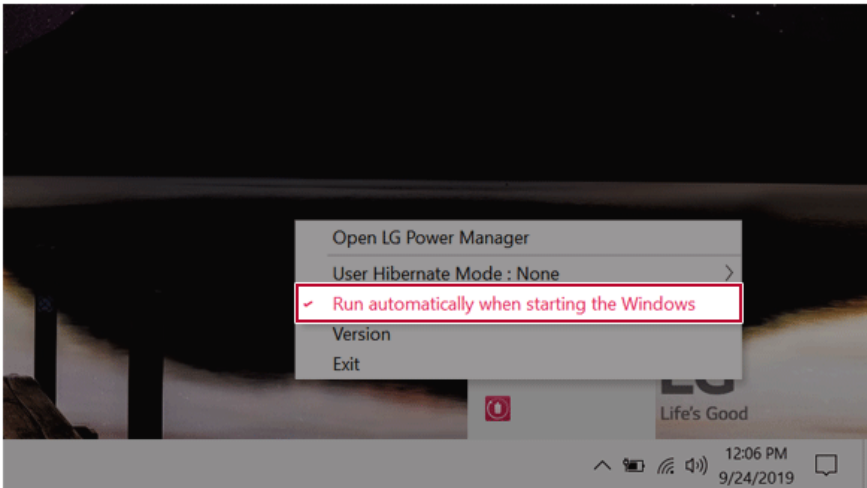 Open LG Power Manager
User Hibernate Mode : None
Run automatically when starting the Windows
Version
Exit
LG
Life's Good
12:06 PM
9/24/2019